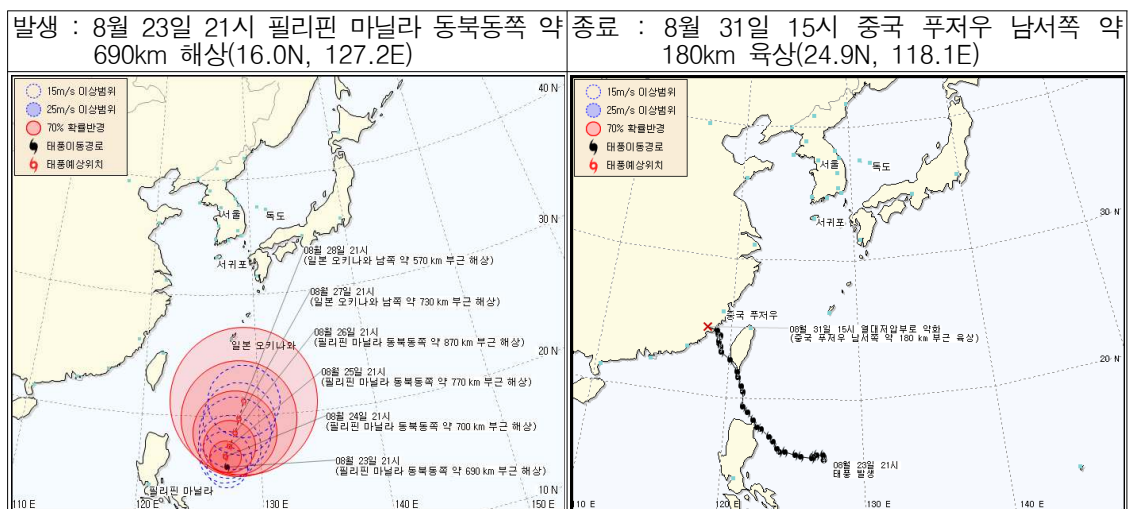 발생 : 8월 23일 21시 필리핀 마닐라 동북동쪽 약
690km 해상(16.0N, 127.2E)
종료 : 8월 31일 15시 중국 푸저우 남서쪽 약
180km 육상(24.9N, 118.1E)
15m/s 이상범위
25m/s 이상범위
70% 확률반경
태풍이동경로
태풍예상위치
40 N
30 N
20 N
10 N
110 E
120 E
130 E
140 E
150 E
서울
독도
서귀포
일본 오키나와
필리핀 마닐라
08월 28일 21시
(일본 오키나와 남쪽 약 570 km 부근 해상)
08월 27일 21시
(일본 오키나와 남쪽 약 730 km 부근 해상)
08월 26일 21시
(필리핀 마닐라 동북동쪽 약 870 km 부근 해상)
08월 25일 21시
(필리핀 마닐라 동북동쪽 약 770 km 부근 해상)
08월 24일 21시
(필리핀 마닐라 동북동쪽 약 700 km 부근 해상)
08월 23일 21시
(필리핀 마닐라 동북동쪽 약 690 km 부근 해상)
15m/s 이상범위
25m/s 이상범위
70% 확률반경
태풍이동경로
태풍예상위치
서울
독도
서귀포
30 N
중국 푸저우
08월 31일 15시 열대저압부로 약화
(중국 푸저우 남서쪽 약 180 km 부근 육상)
20 N
08월 23일 21시
태풍 발생
110 E
120 E
130 E
140 E